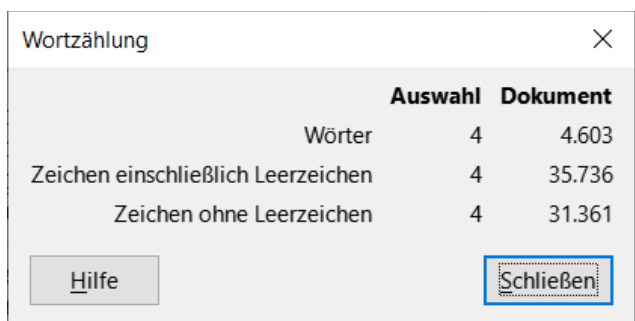 Wortzählung
Auswahl Dokument
Wörter 4 4.603
Zeichen einschließlich Leerzeichen 4 35.736
Zeichen ohne Leerzeichen 4 31.361
Hilfe Schließen